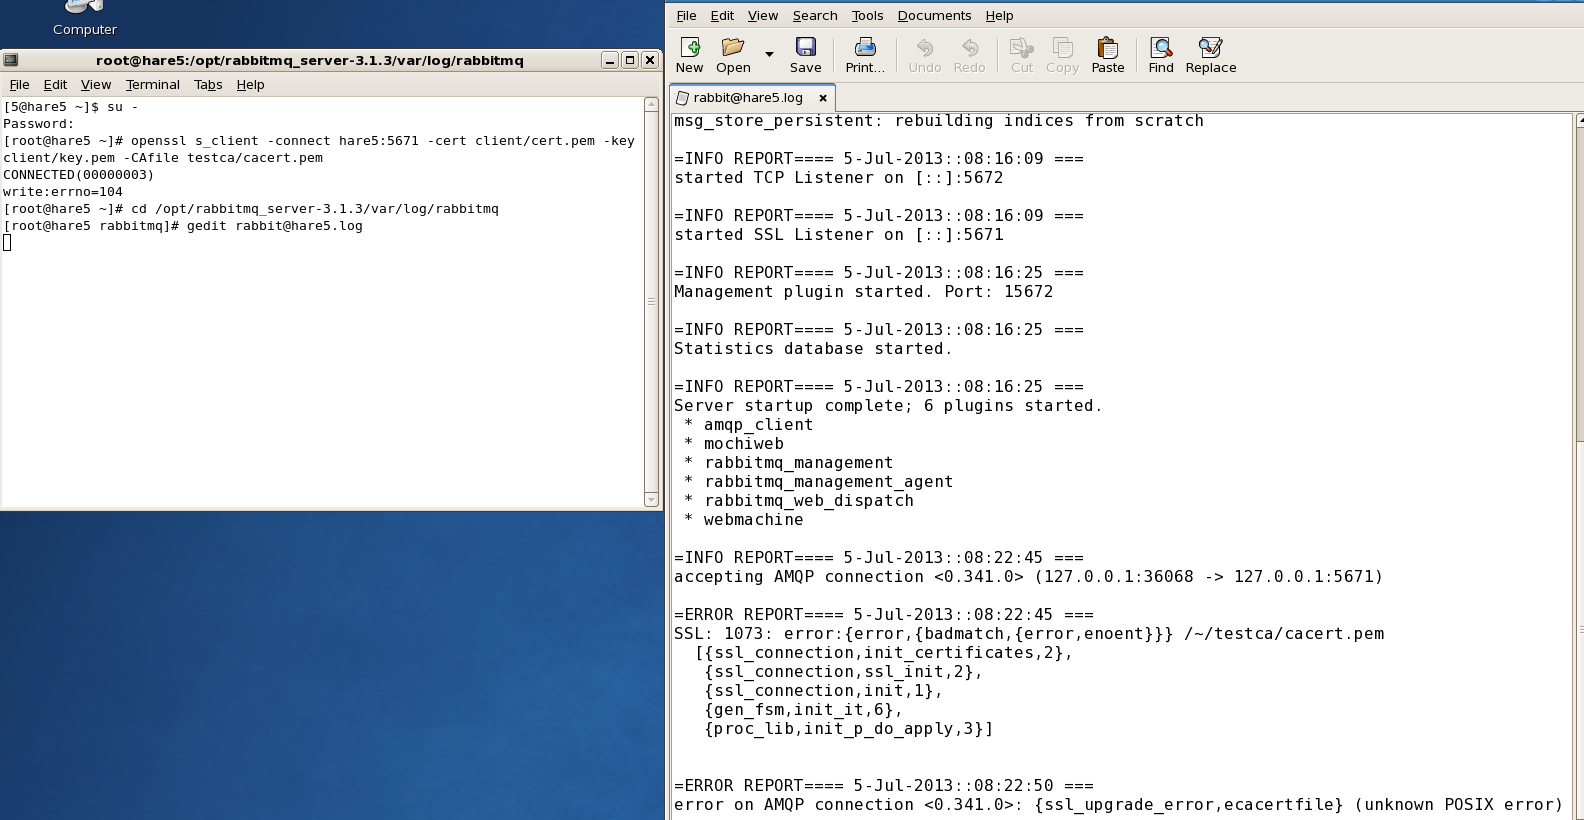 Computer
root@hare5:/opt/rabbitmq_server-3.1.3/var/log/rabbitmq
File Edit View Terminal Tabs Help
[5@hare5 ~]$ su -
Password:
[root@hare5 ~]# openssl s_client -connect hare5:5671 -cert client/cert.pem -key
client/key.pem -CAfile testca/cacert.pem
CONNECTED(00000003)
write:errno=104
[root@hare5 ~]# cd /opt/rabbitmq_server-3.1.3/var/log/rabbitmq
[root@hare5 rabbitmq]# gedit rabbit@hare5.log
File Edit View Search Tools Documents Help
New Open Save Print... Undo Redo Cut Copy Paste Find Replace
rabbit@hare5.log
msg_store_persistent: rebuilding indices from scratch
=INFO REPORT==== 5-Jul-2013::08:16:09 ===
started TCP Listener on [::]:5672
=INFO REPORT==== 5-Jul-2013::08:16:09 ===
started SSL Listener on [::]:5671
=INFO REPORT==== 5-Jul-2013::08:16:25 ===
Management plugin started. Port: 15672
=INFO REPORT==== 5-Jul-2013::08:16:25 ===
Statistics database started.
=INFO REPORT==== 5-Jul-2013::08:16:25 ===
Server startup complete; 6 plugins started.
* amqp_client
* mochiweb
* rabbitmq_management
* rabbitmq_management_agent
* rabbitmq_web_dispatch
* webmachine
=INFO REPORT==== 5-Jul-2013::08:22:45 ===
accepting AMQP connection <0.341.0> (127.0.0.1:36068 -> 127.0.0.1:5671)
=ERROR REPORT==== 5-Jul-2013::08:22:45 ===
SSL: 1073: error:{error,{badmatch,{error,enoent}}} /~/testca/cacert.pem
[{ssl_connection,init_certificates,2},
{ssl_connection,ssl_init,2},
{ssl_connection,init,1},
{gen_fsm,init_it,6},
{proc_lib,init_p_do_apply,3}]
=ERROR REPORT==== 5-Jul-2013::08:22:50 ===
error on AMQP connection <0.341.0>: {ssl_upgrade_error,ecacertfile} (unknown POSIX error)